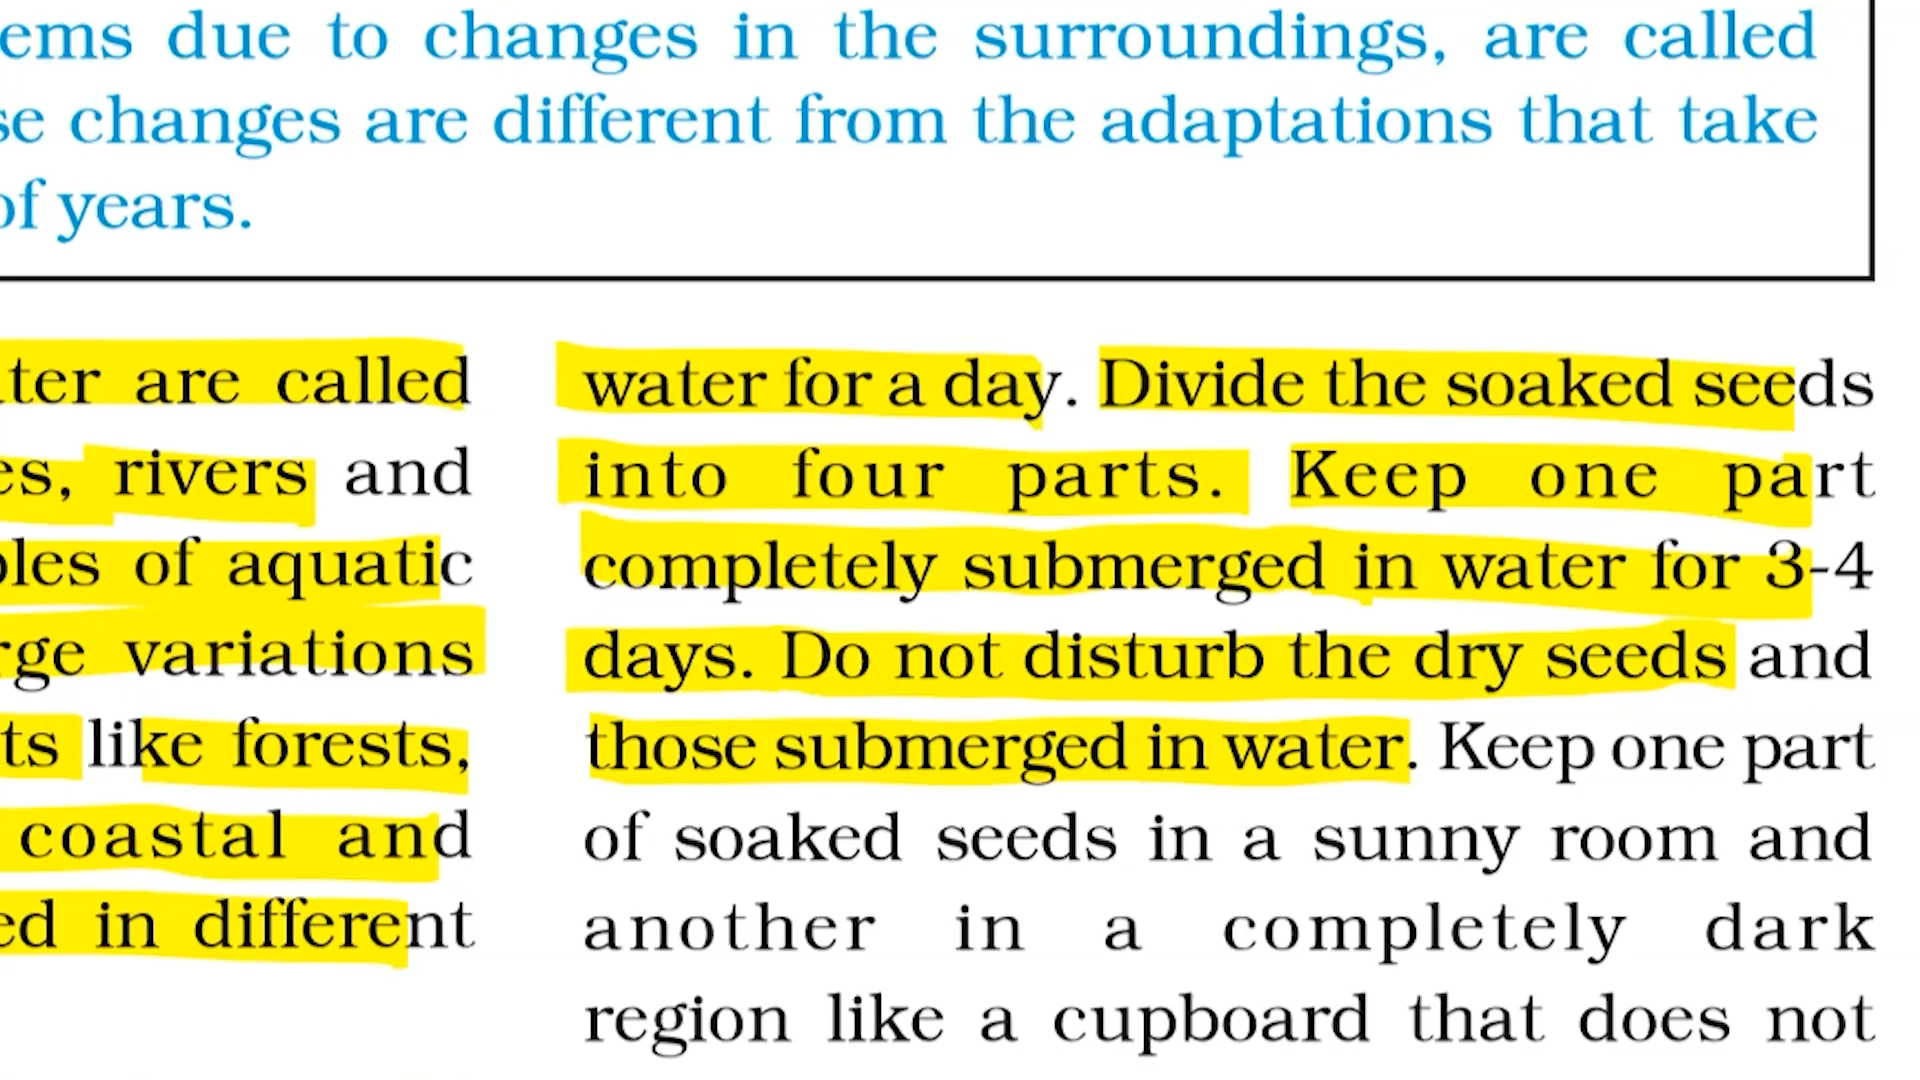 ems due to changes in the surroundings, are called
se changes are different from the adaptations that take
of years.
ter are called
es, rivers and
ples of aquatic
rge variations
ts like forests,
coastal and
ed in different
water for a day. Divide the soaked seeds
into four parts. Keep one part
completely submerged in water for 3-4
days. Do not disturb the dry seeds and
those submerged in water. Keep one part
of soaked seeds in a sunny room and
another in a completely dark
region like a cupboard that does not